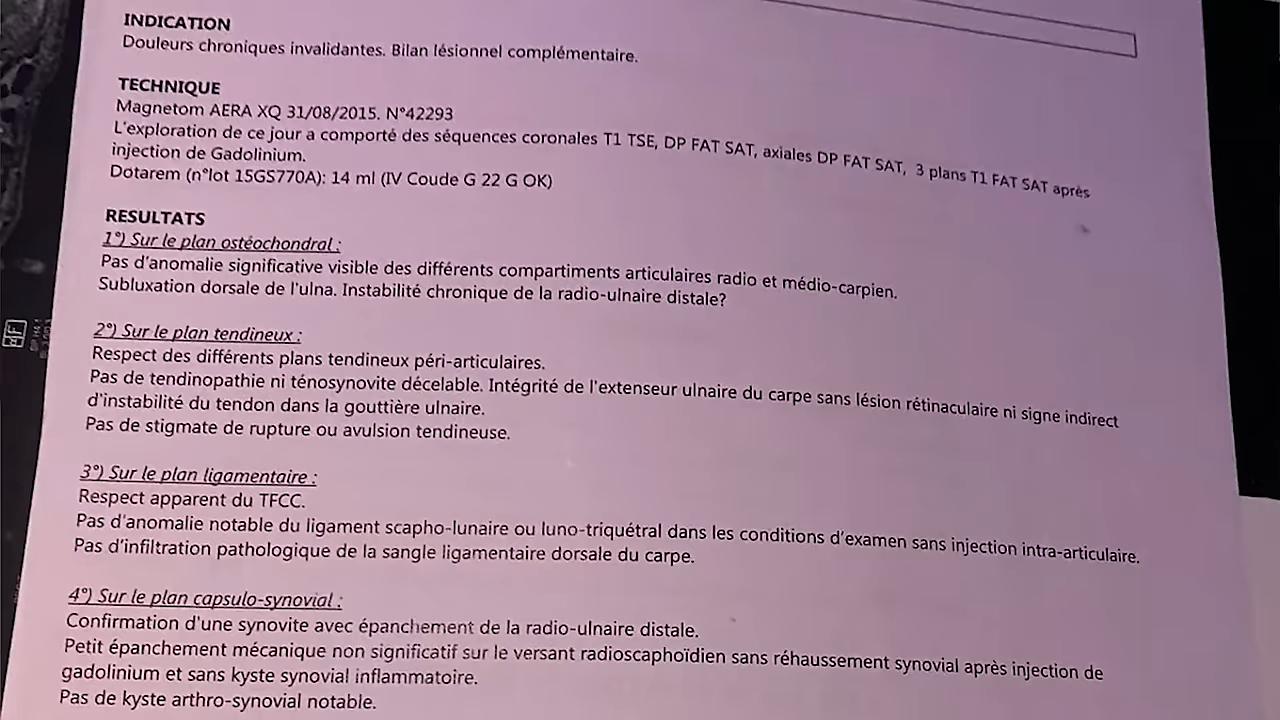 INDICATION
Douleurs chroniques invalidantes. Bilan lésionnel complémentaire.
TECHNIQUE
Magnetom AERA XQ 31/08/2015. N°42293
L'exploration de ce jour a comporté des séquences coronales T1 TSE, DP FAT SAT, axiales DP FAT SAT, 3 plans T1 FAT SAT après
injection de Gadolinium.
Dotarem (n°lot 15GS770A): 14 ml (IV Coude G 22 G OK)
RESULTATS
1°) Sur le plan ostéochondral :
Pas d'anomalie significative visible des différents compartiments articulaires radio et médio-carpien.
Subluxation dorsale de l'ulna. Instabilité chronique de la radio-ulnaire distale?
2°) Sur le plan tendineux :
Respect des différents plans tendineux péri-articulaires.
Pas de tendinopathie ni ténosynovite décelable. Intégrité de l'extenseur ulnaire du carpe sans lésion rétinaculaire ni signe indirect
d'instabilité du tendon dans la gouttière ulnaire.
Pas de stigmate de rupture ou avulsion tendineuse.
3°) Sur le plan ligamentaire :
Respect apparent du TFCC.
Pas d'anomalie notable du ligament scapho-lunaire ou luno-triquétral dans les conditions d'examen sans injection intra-articulaire.
Pas d'infiltration pathologique de la sangle ligamentaire dorsale du carpe.
4°) Sur le plan capsulo-synovial :
Confirmation d'une synovite avec épanchement de la radio-ulnaire distale.
Petit épanchement mécanique non significatif sur le versant radioscaphoïdien sans réhaussement synovial après injection de
gadolinium et sans kyste synovial inflammatoire.
Pas de kyste arthro-synovial notable.